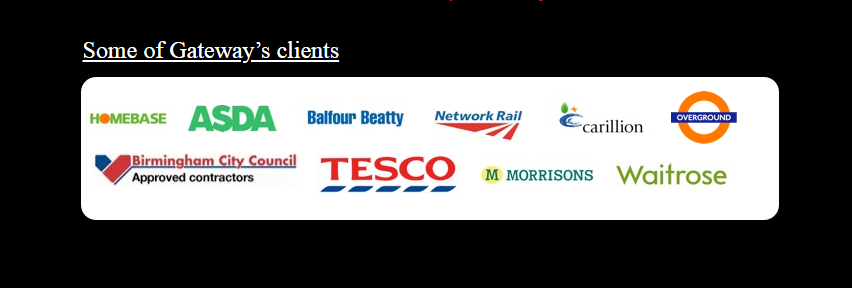 Some of Gateway’s clients
HOMEBASE ASDA Balfour Beatty Network Rail carillion OVERGROUND
Birmingham City Council
Approved contractors
TESCO M MORRISONS Waitrose